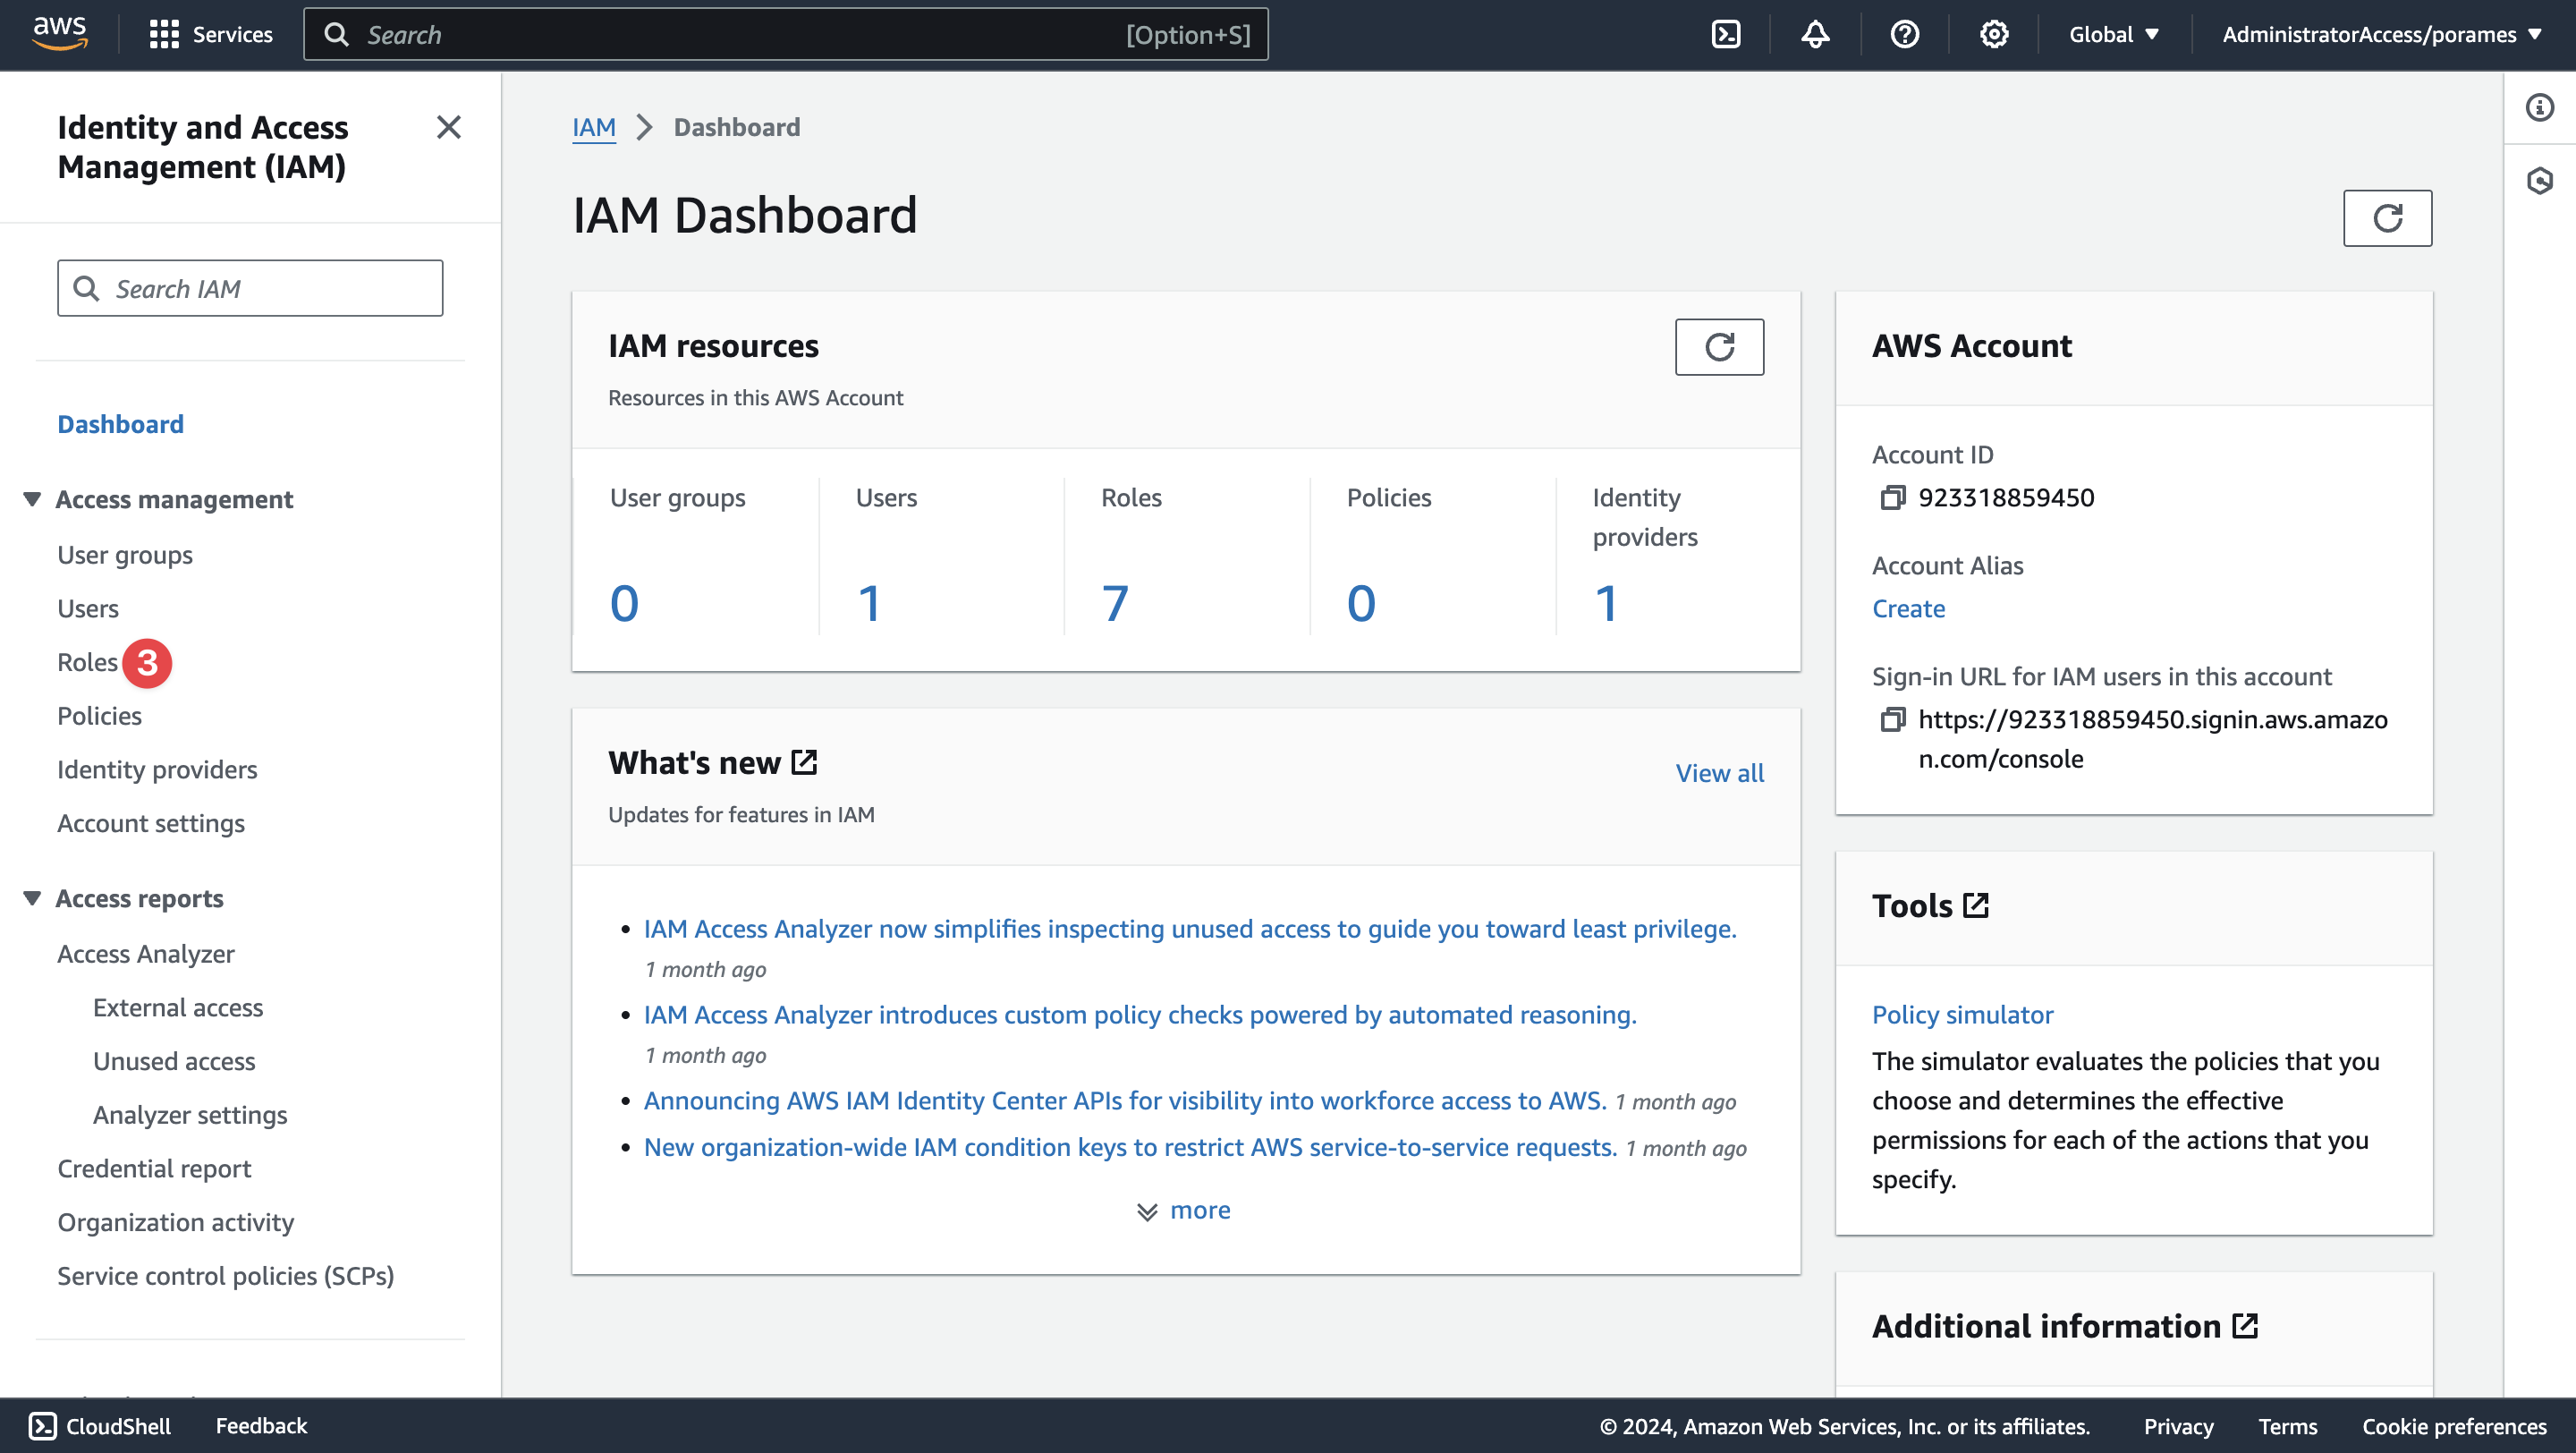 aws
Services
Search
[Option+S]
Global
AdministratorAccess/porames
Identity and Access
Management (IAM)
Search IAM
Dashboard
Access management
User groups
Users
Roles 3
Policies
Identity providers
Account settings
Access reports
Access Analyzer
External access
Unused access
Analyzer settings
Credential report
Organization activity
Service control policies (SCPs)
IAM > Dashboard
IAM Dashboard
IAM resources
Resources in this AWS Account
User groups
0
Users
1
Roles
7
Policies
0
Identity
providers
1
What's new
View all
Updates for features in IAM
• IAM Access Analyzer now simplifies inspecting unused access to guide you toward least privilege.
1 month ago
• IAM Access Analyzer introduces custom policy checks powered by automated reasoning.
1 month ago
• Announcing AWS IAM Identity Center APIs for visibility into workforce access to AWS. 1 month ago
• New organization-wide IAM condition keys to restrict AWS service-to-service requests. 1 month ago
more
AWS Account
Account ID
923318859450
Account Alias
Create
Sign-in URL for IAM users in this account
https://923318859450.signin.aws.amazo
n.com/console
Tools
Policy simulator
The simulator evaluates the policies that you
choose and determines the effective
permissions for each of the actions that you
specify.
Additional information
CloudShell
Feedback
© 2024, Amazon Web Services, Inc. or its affiliates.
Privacy
Terms
Cookie preferences